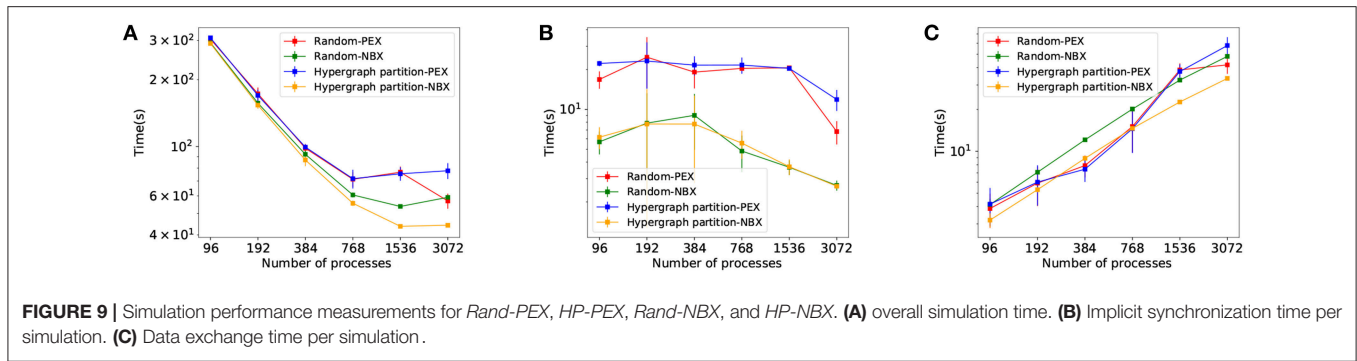 A
Time(s)
3 × 10²
2 × 10²
10²
6 × 10¹
4 × 10¹
Random-PEX
Random-NBX
Hypergraph partition-PEX
Hypergraph partition-NBX
96 192 384 768 1536 3072
Number of processes
B
Time(s)
10¹
Random-PEX
Random-NBX
Hypergraph partition-PEX
Hypergraph partition-NBX
96 192 384 768 1536 3072
Number of processes
C
Time(s)
10¹
Random-PEX
Random-NBX
Hypergraph partition-PEX
Hypergraph partition-NBX
96 192 384 768 1536 3072
Number of processes
FIGURE 9 | Simulation performance measurements for Rand-PEX, HP-PEX, Rand-NBX, and HP-NBX. (A) overall simulation time. (B) Implicit synchronization time per
simulation. (C) Data exchange time per simulation.